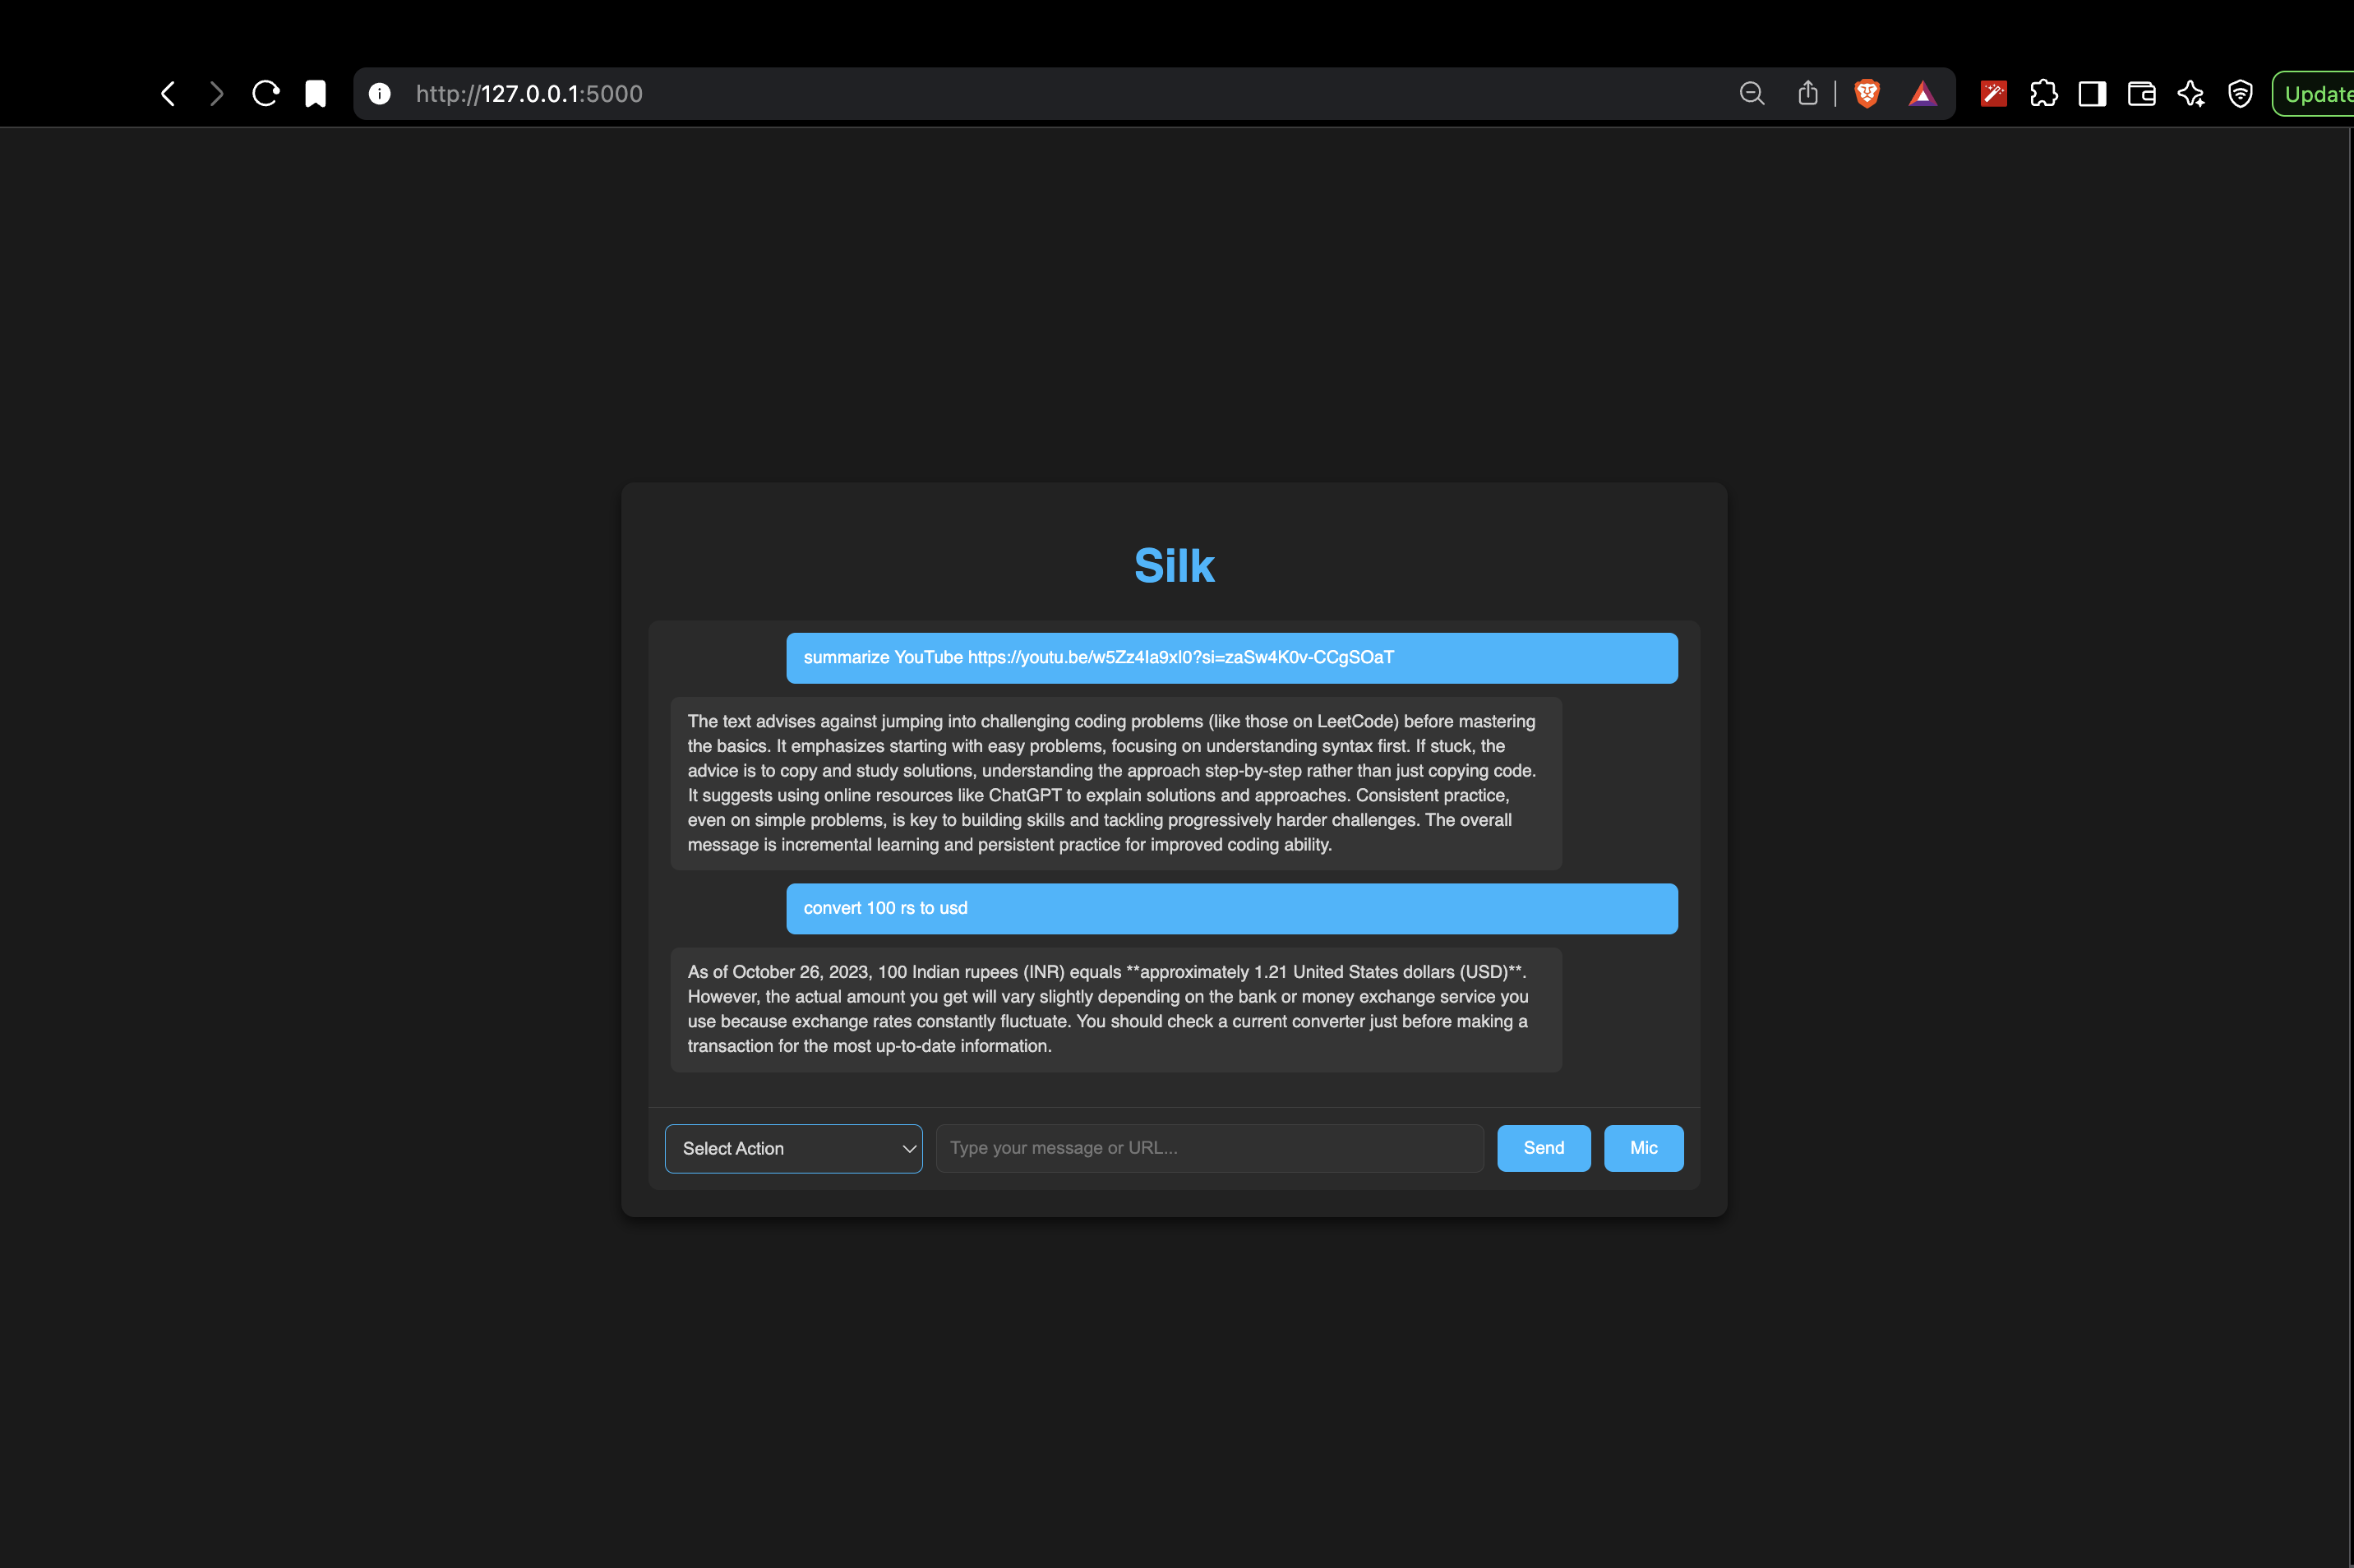 http://127.0.0.1:5000
Update
Silk
summarize YouTube https://youtu.be/w5Zz4Ia9xI0?si=zaSw4K0v-CCgSOaT
The text advises against jumping into challenging coding problems (like those on LeetCode) before mastering
the basics. It emphasizes starting with easy problems, focusing on understanding syntax first. If stuck, the
advice is to copy and study solutions, understanding the approach step-by-step rather than just copying code.
It suggests using online resources like ChatGPT to explain solutions and approaches. Consistent practice,
even on simple problems, is key to building skills and tackling progressively harder challenges. The overall
message is incremental learning and persistent practice for improved coding ability.
convert 100 rs to usd
As of October 26, 2023, 100 Indian rupees (INR) equals **approximately 1.21 United States dollars (USD)**.
However, the actual amount you get will vary slightly depending on the bank or money exchange service you
use because exchange rates constantly fluctuate. You should check a current converter just before making a
transaction for the most up-to-date information.
Select Action
Type your message or URL...
Send
Mic